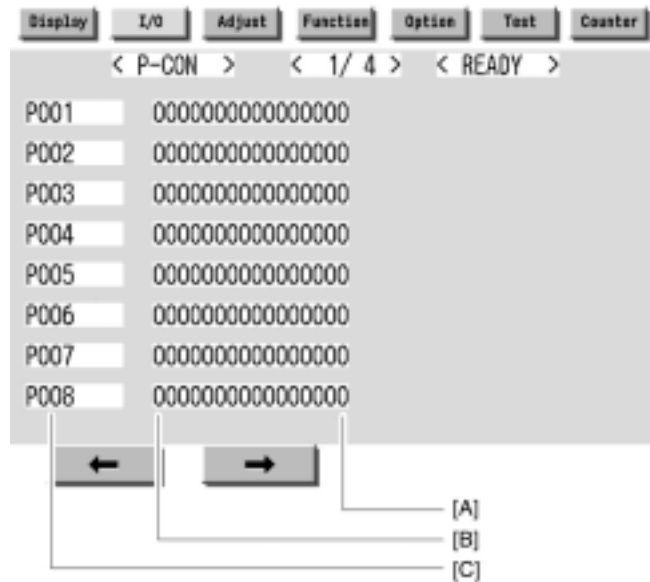 Display I/O Adjust Function Option Test Counter
< P-CON > < 1/ 4 > < READY >
P001 0000000000000000
P002 0000000000000000
P003 0000000000000000
P004 0000000000000000
P005 0000000000000000
P006 0000000000000000
P007 0000000000000000
P008 0000000000000000
← →
[A]
[B]
[C]